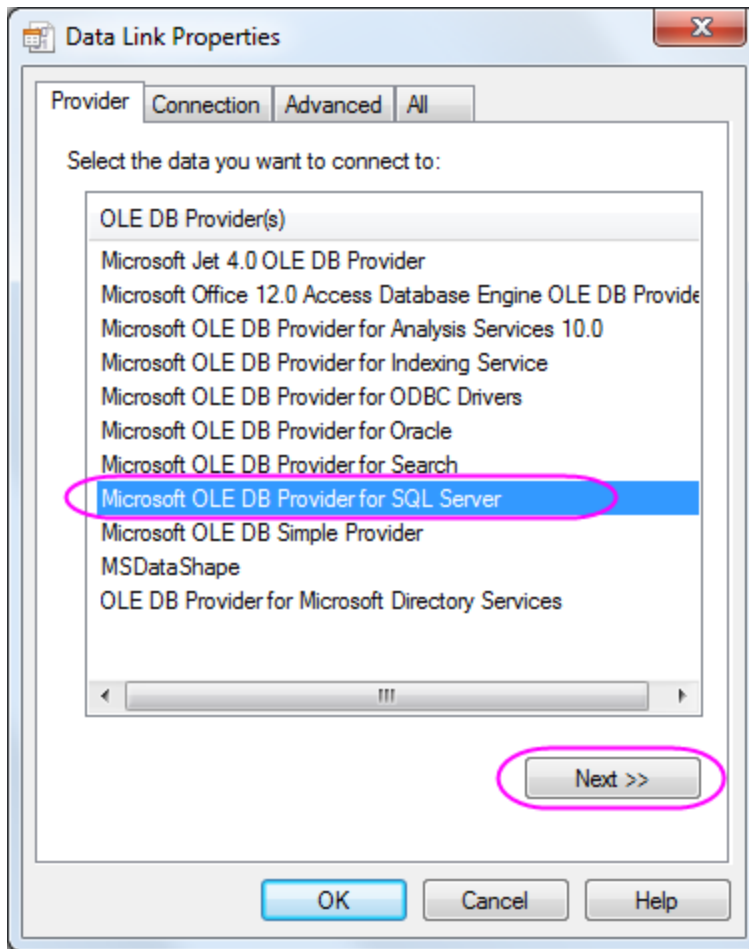 Data Link Properties
Provider Connection Advanced All
Select the data you want to connect to:
OLE DB Provider(s)
Microsoft Jet 4.0 OLE DB Provider
Microsoft Office 12.0 Access Database Engine OLE DB Provide
Microsoft OLE DB Provider for Analysis Services 10.0
Microsoft OLE DB Provider for Indexing Service
Microsoft OLE DB Provider for ODBC Drivers
Microsoft OLE DB Provider for Oracle
Microsoft OLE DB Provider for Search
Microsoft OLE DB Provider for SQL Server
Microsoft OLE DB Simple Provider
MSDataShape
OLE DB Provider for Microsoft Directory Services
Next >>
OK Cancel Help